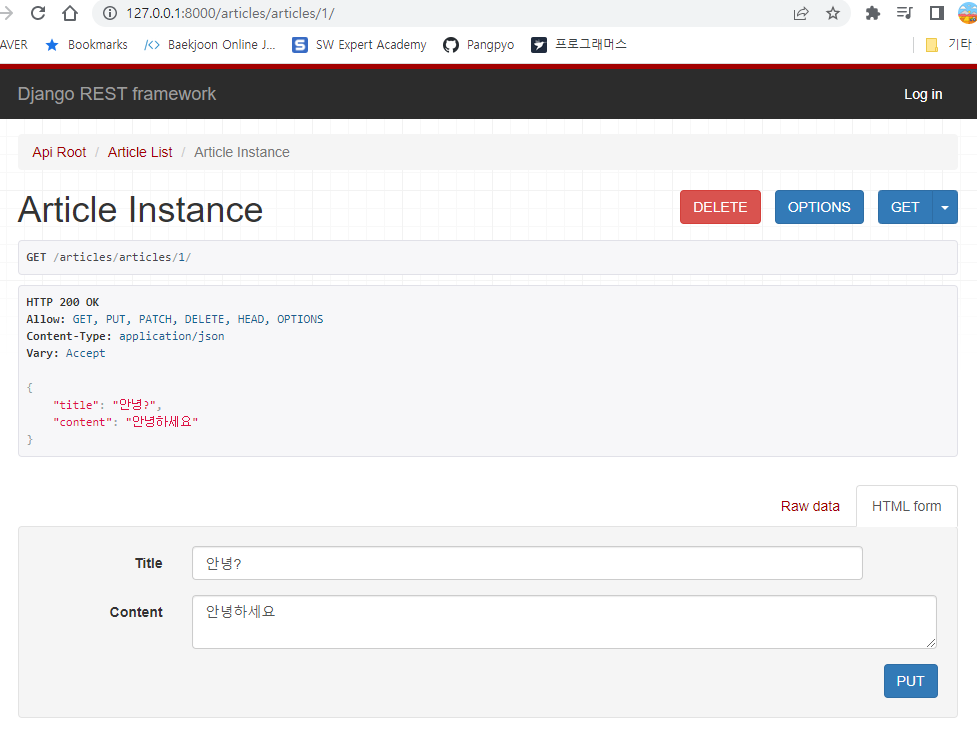 127.0.0.1:8000/articles/articles/1/
AVER Bookmarks </> Baekjoon Online J... S SW Expert Academy Pangpyo 프로그래머스 기타
Django REST framework Log in
Api Root / Article List / Article Instance
Article Instance DELETE OPTIONS GET
GET /articles/articles/1/
HTTP 200 OK
Allow: GET, PUT, PATCH, DELETE, HEAD, OPTIONS
Content-Type: application/json
Vary: Accept
{
"title": "안녕?",
"content": "안녕하세요"
}
Raw data HTML form
Title 안녕?
Content 안녕하세요
PUT